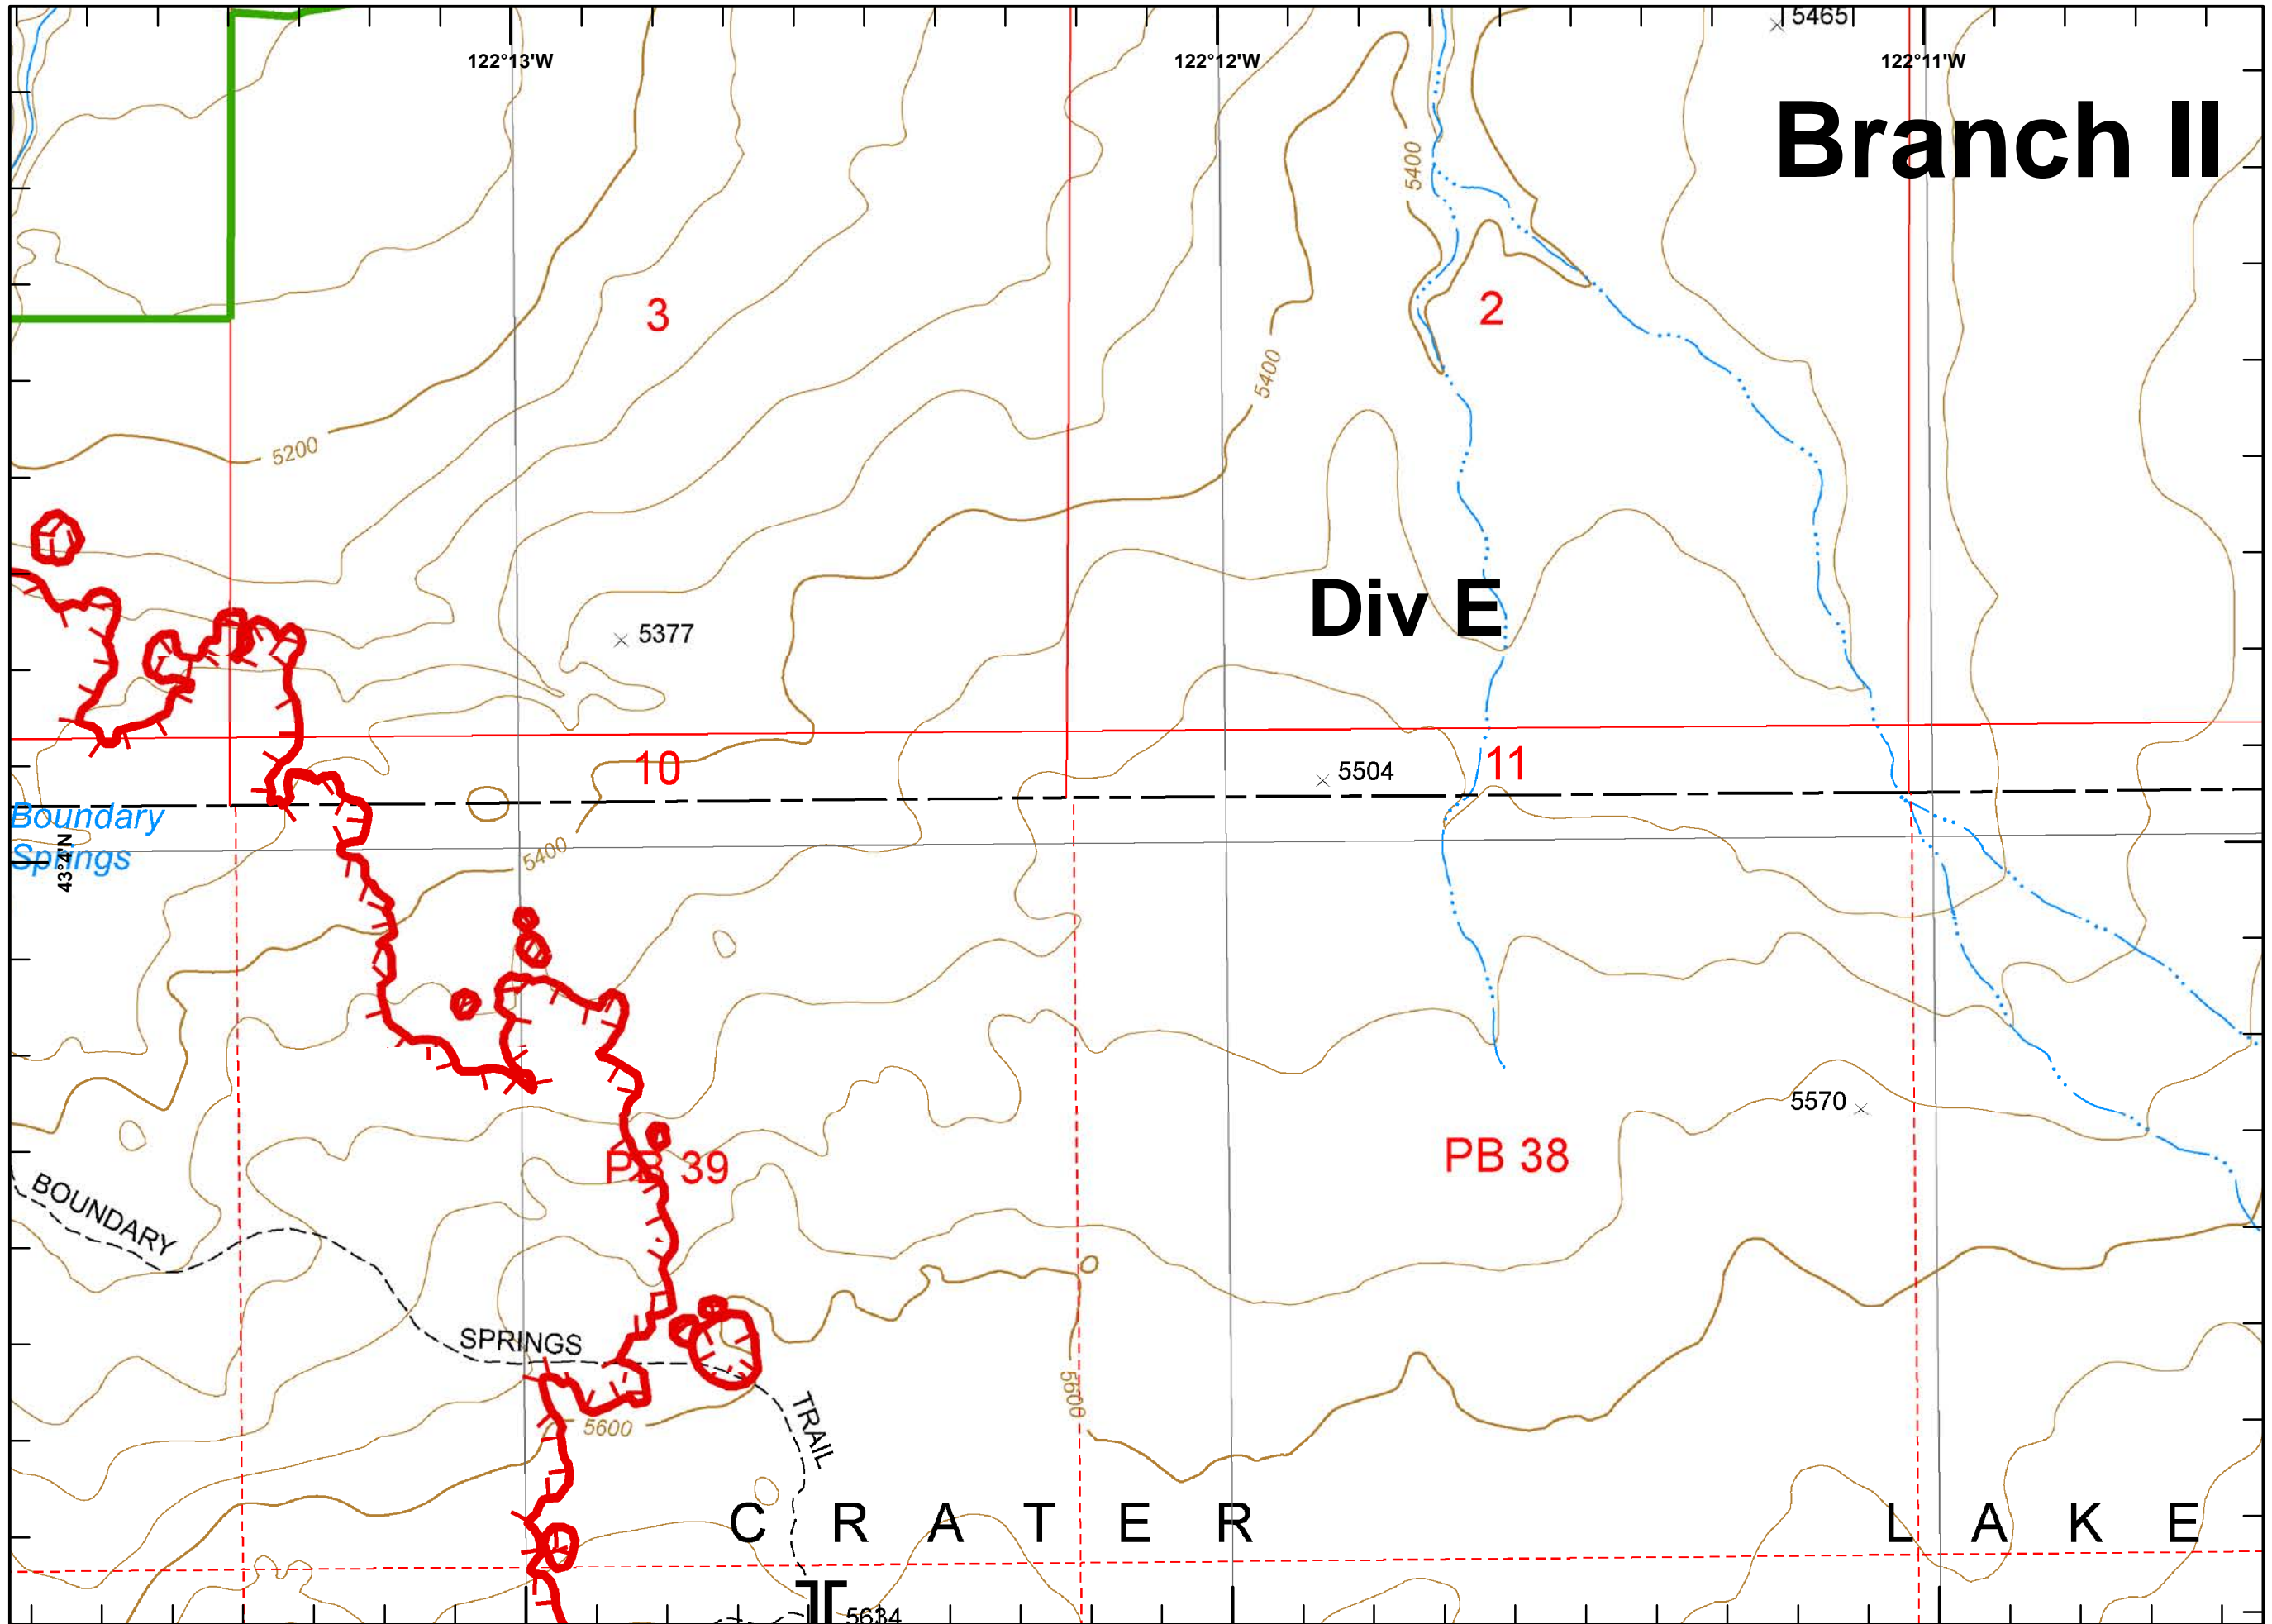 5465
122°13'W
122°12'W
122°11'W
Branch II
5400
3
2
5400
5200
Div E
5377
10
5504
11
Boundary
Springs
43°4'N
5400
5570
PB 39
PB 38
BOUNDARY
SPRINGS
TRAIL
5600
5600
C R A T E R
L A K E
5634